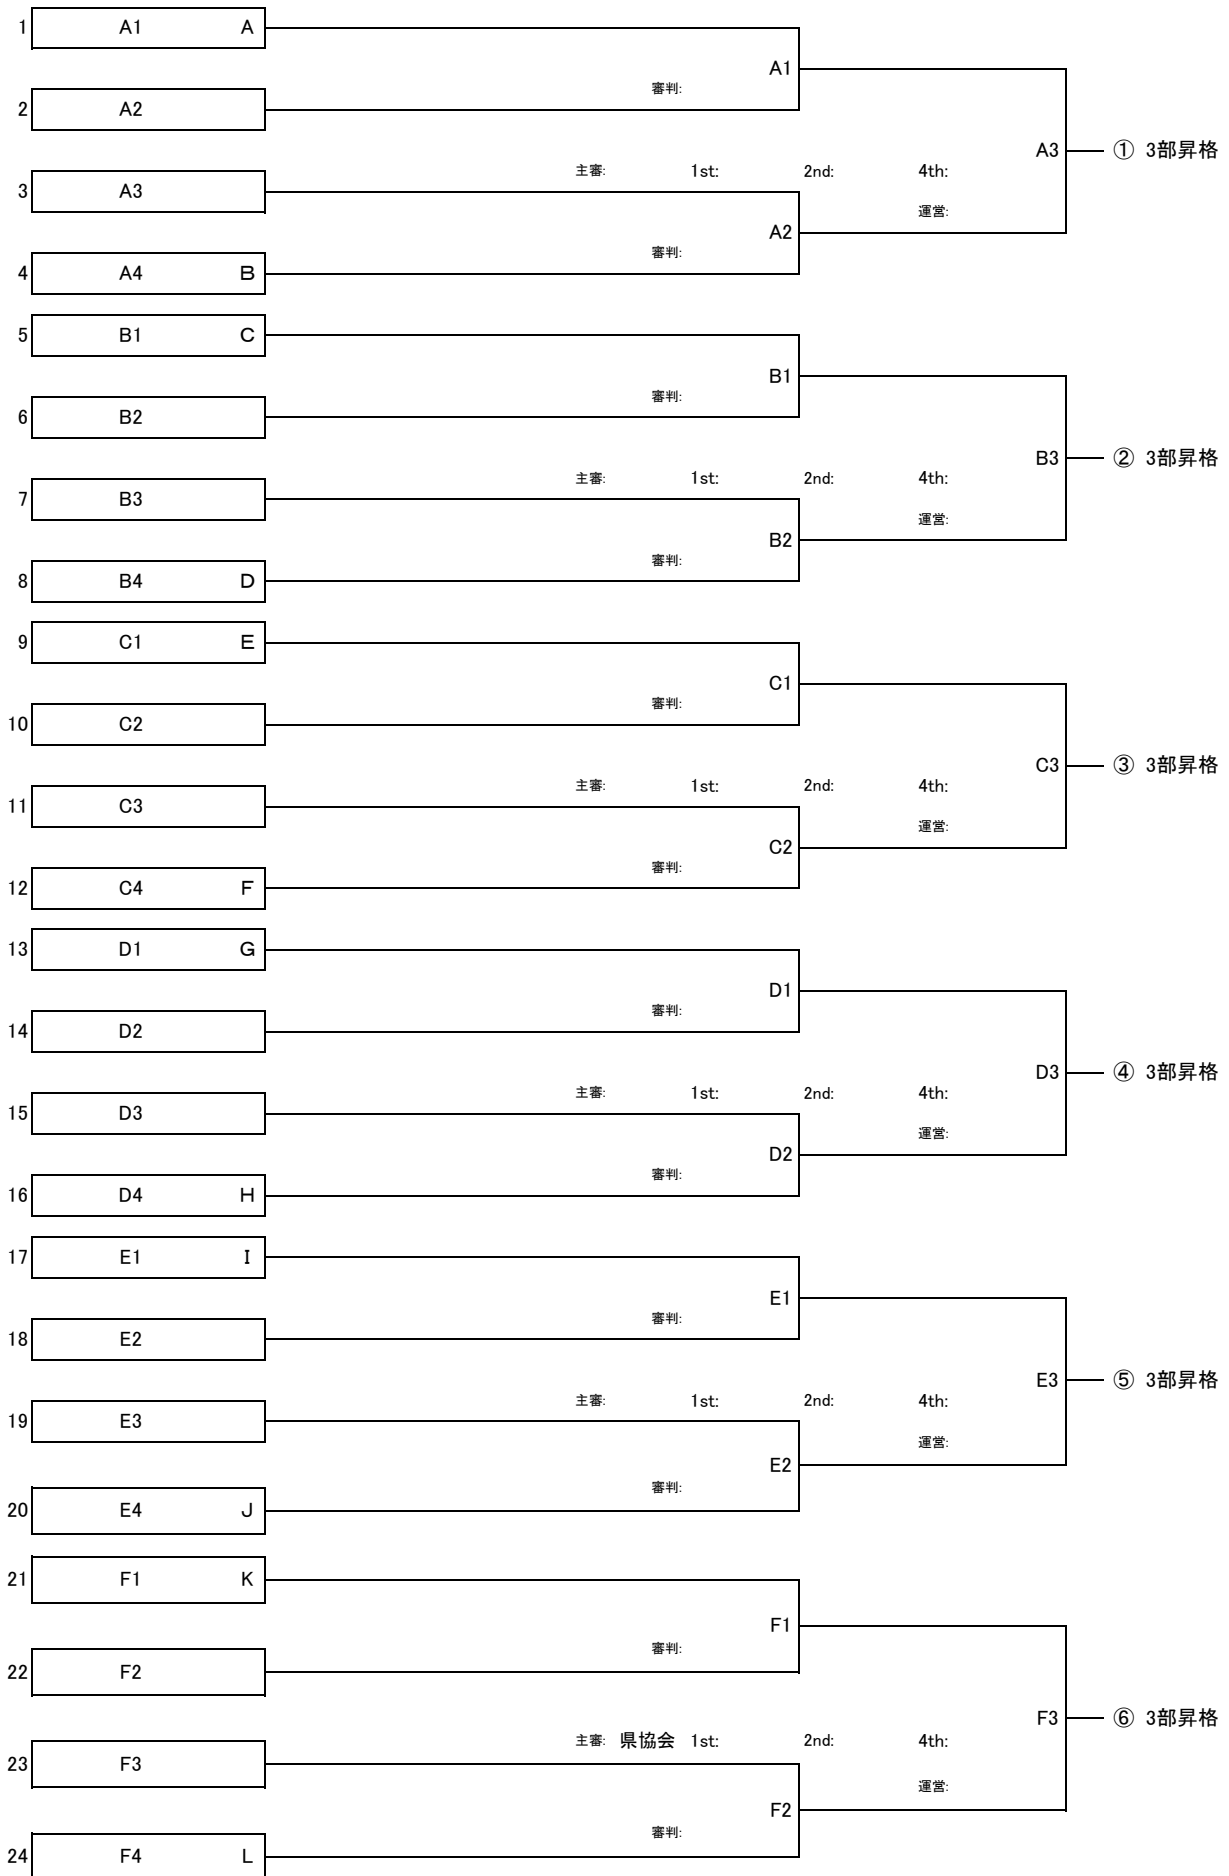 1 A1 A
A1
審判:
2 A2
A3 ① 3部昇格
主審: 1st: 2nd: 4th:
3 A3
運営:
A2
審判:
4 A4 B
5 B1 C
B1
審判:
6 B2
B3 ② 3部昇格
主審: 1st: 2nd: 4th:
7 B3
運営:
B2
審判:
8 B4 D
9 C1 E
C1
審判:
10 C2
C3 ③ 3部昇格
主審: 1st: 2nd: 4th:
11 C3
運営:
C2
審判:
12 C4 F
13 D1 G
D1
審判:
14 D2
D3 ④ 3部昇格
主審: 1st: 2nd: 4th:
15 D3
運営:
D2
審判:
16 D4 H
17 E1 I
E1
審判:
18 E2
E3 ⑤ 3部昇格
主審: 1st: 2nd: 4th:
19 E3
運営:
E2
審判:
20 E4 J
21 F1 K
F1
審判:
22 F2
F3 ⑥ 3部昇格
主審: 県協会 1st: 2nd: 4th:
23 F3
運営:
F2
審判:
24 F4 L